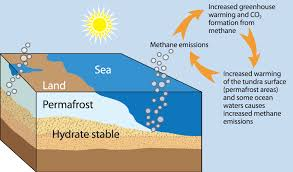 Increased greenhouse
warming and CO₂
formation from
methane
Methane emissions
Sea
Land
Permafrost
Hydrate stable
Increased warming of
the tundra surface
(permafrost areas) and
and some ocean
waters causes
increased methane
emissions